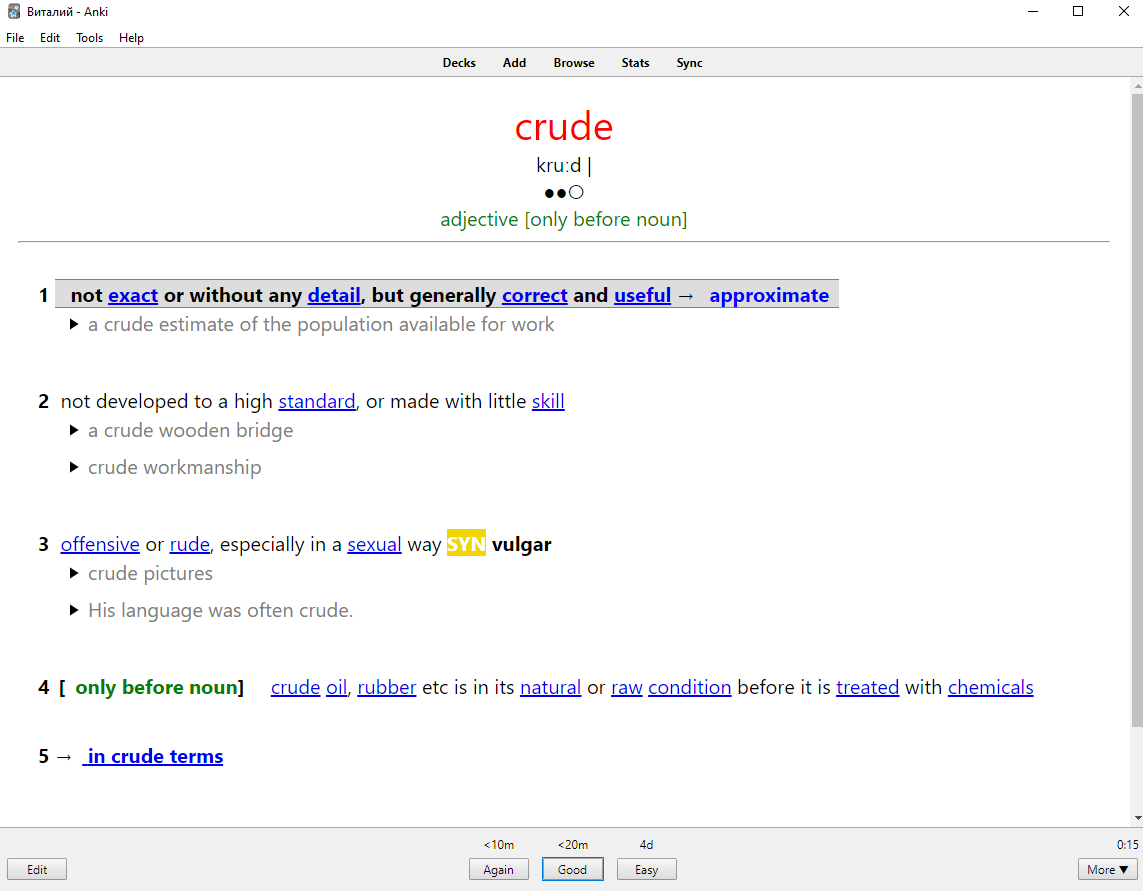 Виталий - Anki
File Edit Tools Help
Decks Add Browse Stats Sync
crude
kruːd |
●●○
adjective [only before noun]
1 not exact or without any detail, but generally correct and useful → approximate
a crude estimate of the population available for work
2 not developed to a high standard, or made with little skill
a crude wooden bridge
crude workmanship
3 offensive or rude, especially in a sexual way SYN vulgar
crude pictures
His language was often crude.
4 [ only before noun] crude oil, rubber etc is in its natural or raw condition before it is treated with chemicals
5 → in crude terms
<10m <20m 4d 0:15
Edit Again Good Easy More ▼